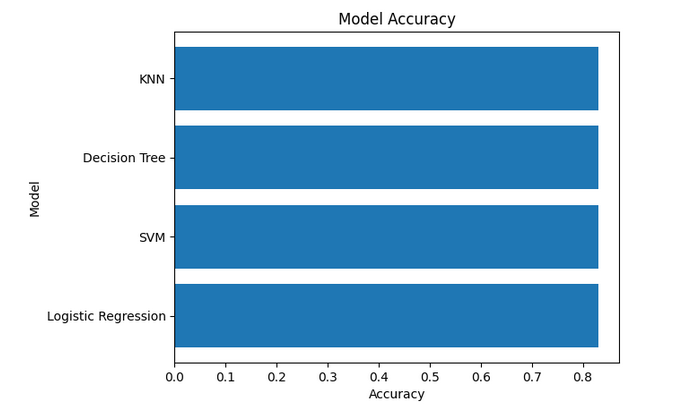 Model Accuracy
KNN
Decision Tree
SVM
Logistic Regression
Model
0.0 0.1 0.2 0.3 0.4 0.5 0.6 0.7 0.8
Accuracy